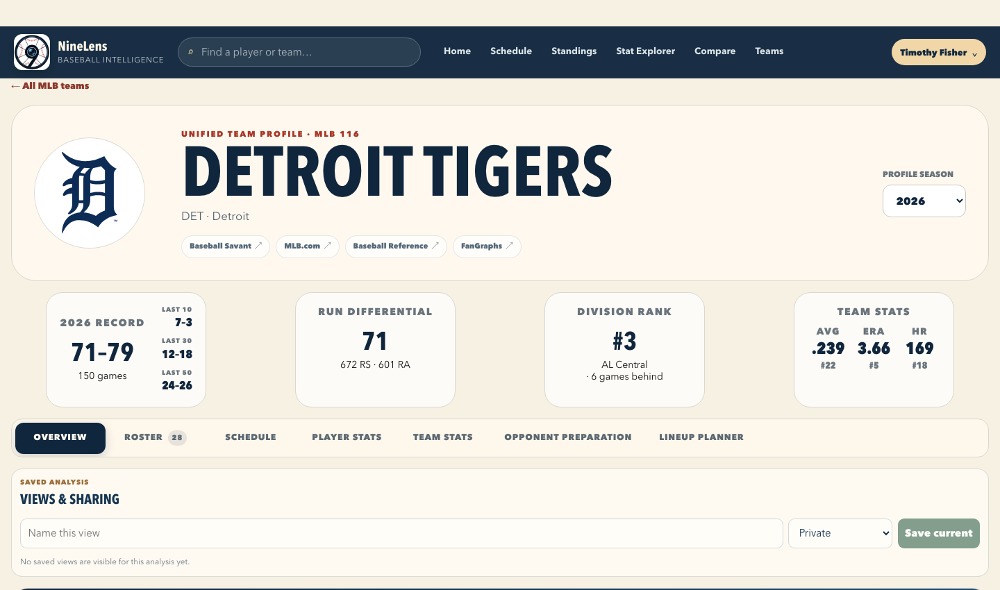 NineLens
BASEBALL INTELLIGENCE
Find a player or team...
Home
Schedule
Standings
Stat Explorer
Compare
Teams
Timothy Fisher
← All MLB teams
UNIFIED TEAM PROFILE · MLB 116
DETROIT TIGERS
DET · Detroit
Baseball Savant ↗
MLB.com ↗
Baseball Reference ↗
FanGraphs ↗
PROFILE SEASON
2026
2026 RECORD
71–79
150 games
LAST 10
7–3
LAST 30
12–18
LAST 50
24–26
RUN DIFFERENTIAL
71
672 RS · 601 RA
DIVISION RANK
#3
AL Central
· 6 games behind
TEAM STATS
AVG ERA HR
.239 3.66 169
#22 #5 #18
OVERVIEW
ROSTER 28
SCHEDULE
PLAYER STATS
TEAM STATS
OPPONENT PREPARATION
LINEUP PLANNER
SAVED ANALYSIS
VIEWS & SHARING
Name this view
Private
Save current
No saved views are visible for this analysis yet.